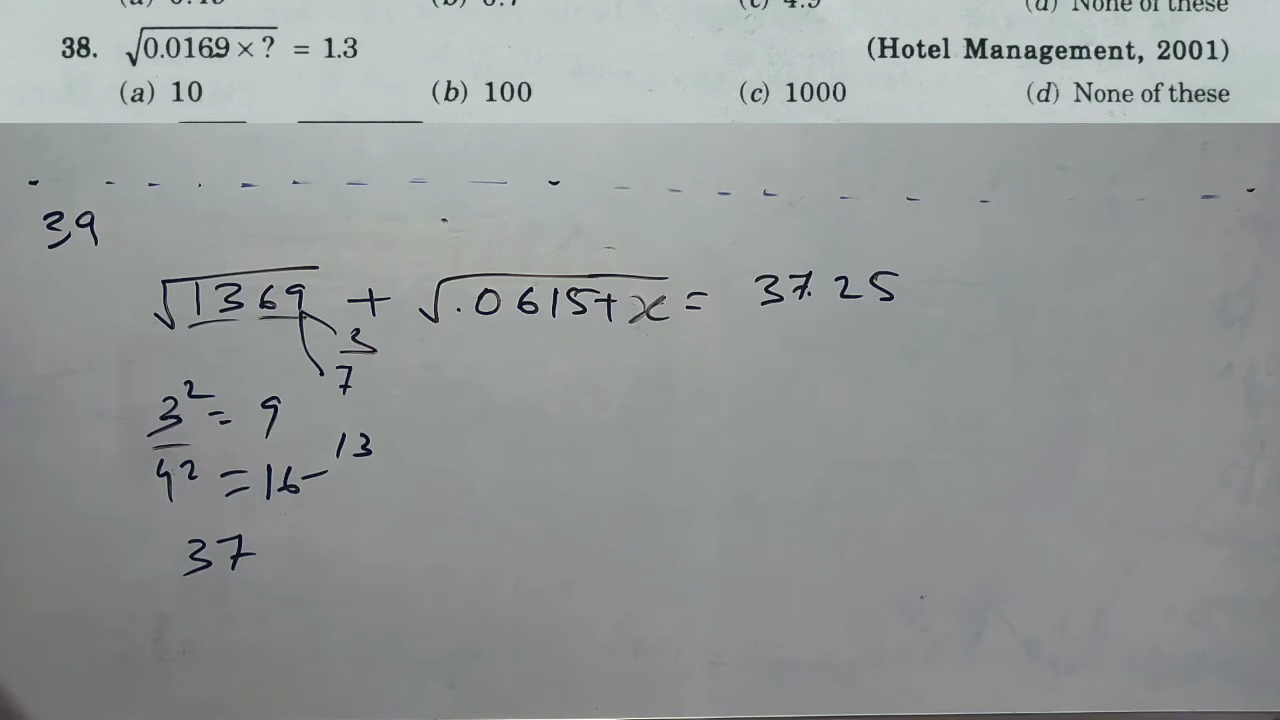 38. √0.0169 × ? = 1.3 (Hotel Management, 2001)
(a) 10 (b) 100 (c) 1000 (d) None of these
39
√1369 + √.0615+x = 37.25
3
7
3² = 9
13
4² = 16-
37